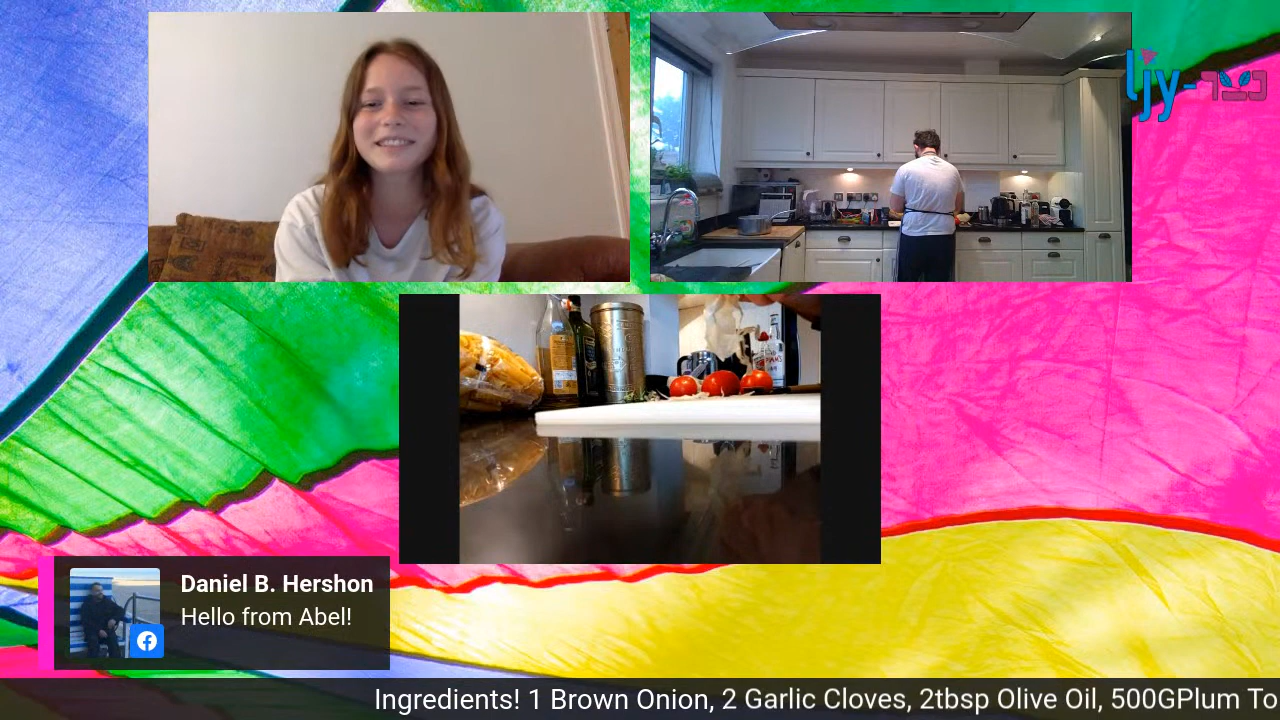 ljy-נצר
Daniel B. Hershon
Hello from Abel!
Ingredients! 1 Brown Onion, 2 Garlic Cloves, 2tbsp Olive Oil, 500GPlum To